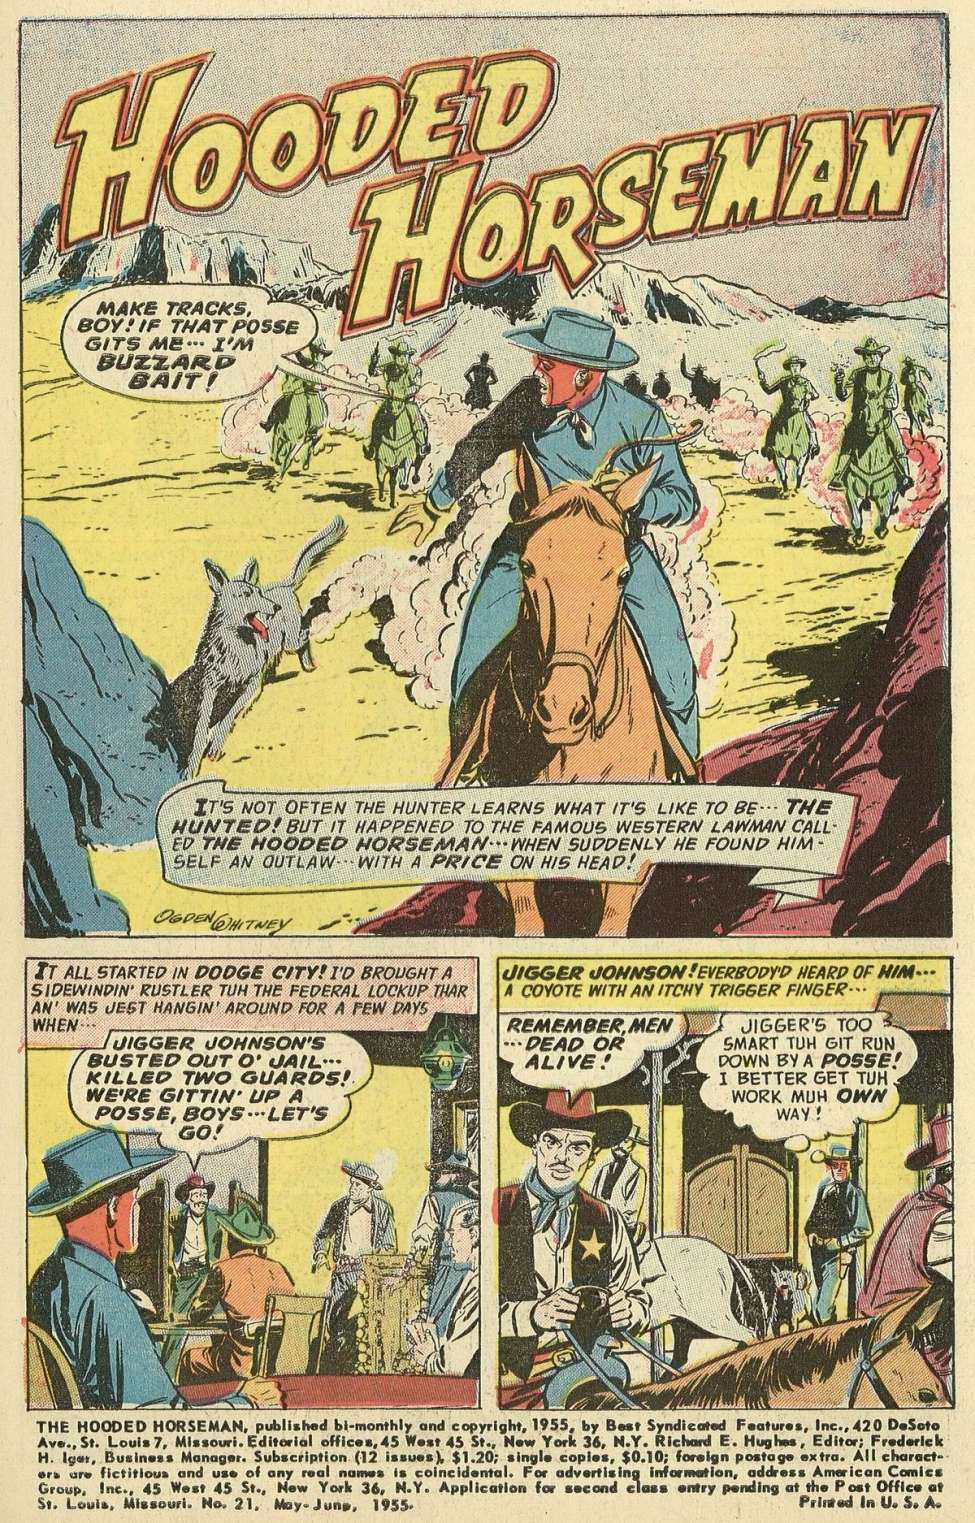 HOODED
HORSEMAN
MAKE TRACKS,
BOY! IF THAT POSSE
GITS ME--- I'M
BUZZARD
BAIT!
IT'S NOT OFTEN THE HUNTER LEARNS WHAT IT'S LIKE TO BE--- THE
HUNTED! BUT IT HAPPENED TO THE FAMOUS WESTERN LAWMAN CALL-
ED THE HOODED HORSEMAN---WHEN SUDDENLY HE FOUND HIM-
SELF AN OUTLAW---WITH A PRICE ON HIS HEAD!
OGDEN WHITNEY
IT ALL STARTED IN DODGE CITY! I'D BROUGHT A
SIDEWINDIN' RUSTLER TUH THE FEDERAL LOCKUP THAR
AN' WAS JEST HANGIN' AROUND FOR A FEW DAYS
WHEN---
JIGGER JOHNSON'S
BUSTED OUT O' JAIL---
KILLED TWO GUARDS!
WE'RE GITTIN' UP A
POSSE, BOYS---LET'S
GO!
JIGGER JOHNSON! EVERBODY'D HEARD OF HIM---
A COYOTE WITH AN ITCHY TRIGGER FINGER---
REMEMBER, MEN
---DEAD OR
ALIVE!
JIGGER'S TOO
SMART TUH GIT RUN
DOWN BY A POSSE!
I BETTER GET TUH
WORK MUH OWN
WAY!
THE HOODED HORSEMAN, published bi-monthly and copyright, 1955, by Best Syndicated Features, Inc., 420 DeSoto
Ave., St. Louis 7, Missouri. Editorial offices, 45 West 45 St., New York 36, N.Y. Richard E. Hughes, Editor; Frederick
H. Iger, Business Manager. Subscription (12 issues), $1.20; single copies, $0.10; foreign postage extra. All charact-
ers are fictitious and use of any real names is coincidental. For advertising information, address American Comics
Group, Inc., 45 West 45 St., New York 36, N.Y. Application for second class entry pending at the Post Office at
St. Louis, Missouri. No. 21, May-June, 1955. Printed in U. S. A.